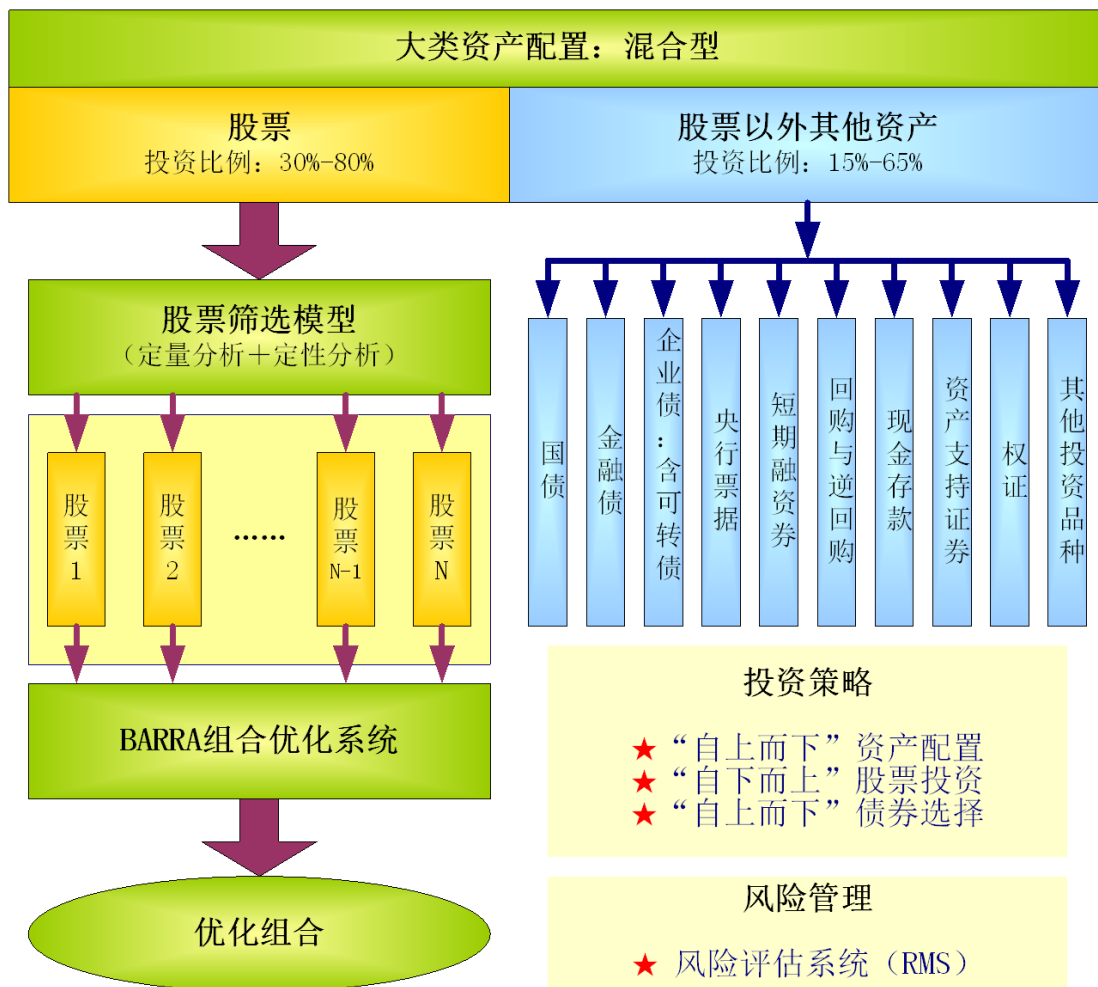 大类资产配置：混合型
股票
投资比例：30%-80%
股票以外其他资产
投资比例：15%-65%
股票筛选模型
（定量分析＋定性分析）
股票1
股票2
……
股票N-1
股票N
BARRA组合优化系统
优化组合
国债
金融债
企业债：含可转债
央行票据
短期融资券
回购与逆回购
现金存款
资产支持证券
权证
其他投资品种
投资策略
★“自上而下”资产配置
★“自下而上”股票投资
★“自上而下”债券选择
风险管理
★ 风险评估系统（RMS）